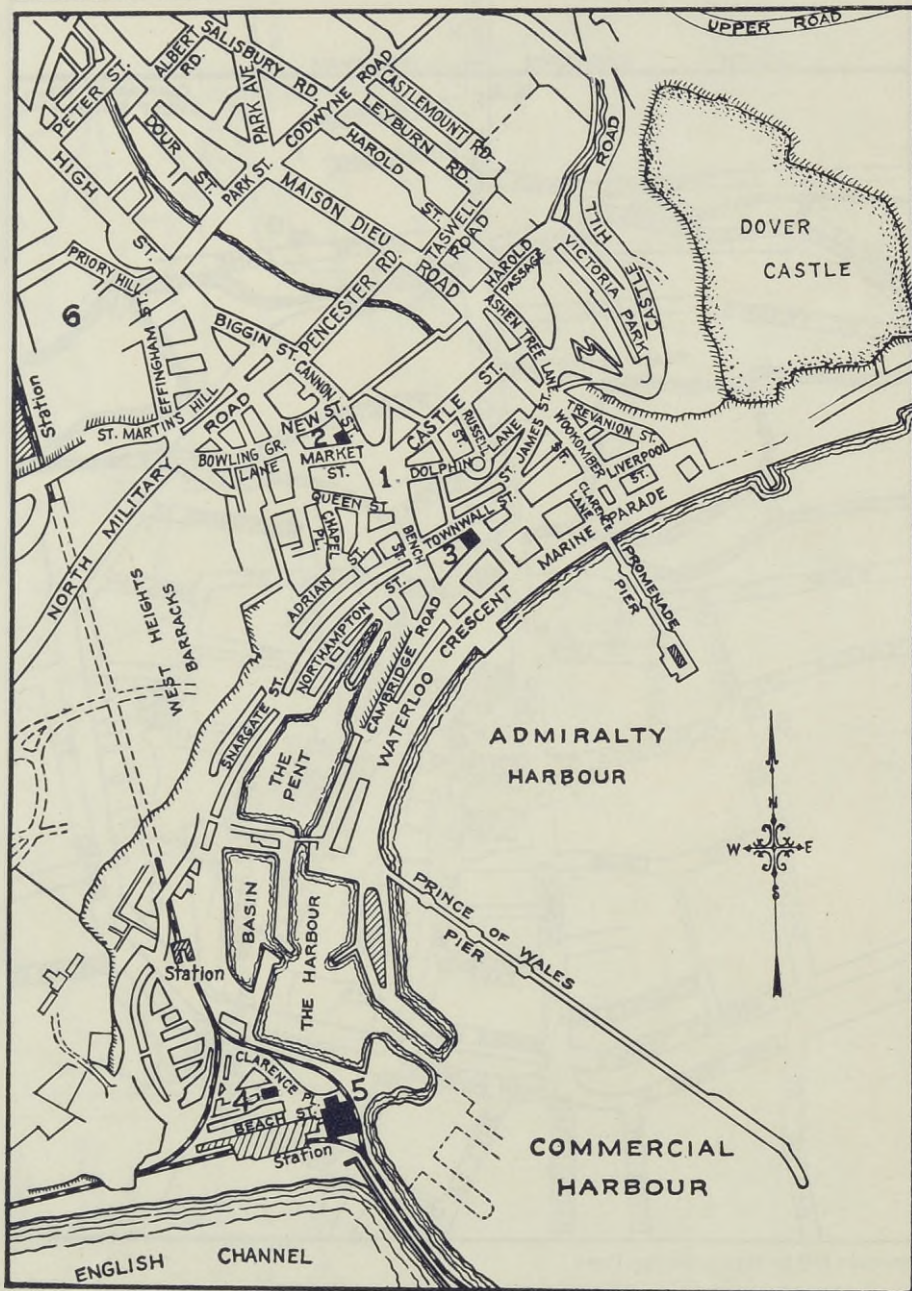 UPPER ROAD
ALBERT RD.
SALISBURY RD.
PETER ST.
PARK AVE
GODWYNE ROAD
CASTLEMOUNT RD.
LEYBURN RD.
DOUR ST.
HAROLD ST.
HIGH ST.
PARK ST.
MAISON DIEU ROAD
TASWELL ROAD
CASTLE HILL ROAD
DOVER
CASTLE
HAROLD PASSAGE
VICTORIA PARK
PRIORY HILL
6
EFFINGHAM ST.
PENCESTER RD.
BIGGIN ST.
CANNON ST.
ASHEN TREE LANE
Station
ST. MARTIN'S HILL
NORTH MILITARY ROAD
NEW ST.
2
CASTLE ST.
RUSSELL ST.
TREVANION ST.
BOWLING GR. LANE
MARKET ST.
1
DOLPHIN LANE
ST. JAMES ST.
WOOKOMBER ST.
LIVERPOOL ST.
QUEEN ST.
CHAPEL PL.
TOWNWALL ST.
CLARENCE LANE
BENCH ST.
3
MARINE PARADE
ADRIAN ST.
PROMENADE PIER
WEST HEIGHTS
BARRACKS
NORTHAMPTON ST.
CAMBRIDGE ROAD
WATERLOO CRESCENT
SNARGATE ST.
THE
PENT
ADMIRALTY
HARBOUR
N
W E
S
BASIN
THE HARBOUR
PRINCE OF WALES
PIER
Station
CLARENCE PL.
4
5
BEACH ST.
Station
COMMERCIAL
HARBOUR
ENGLISH CHANNEL